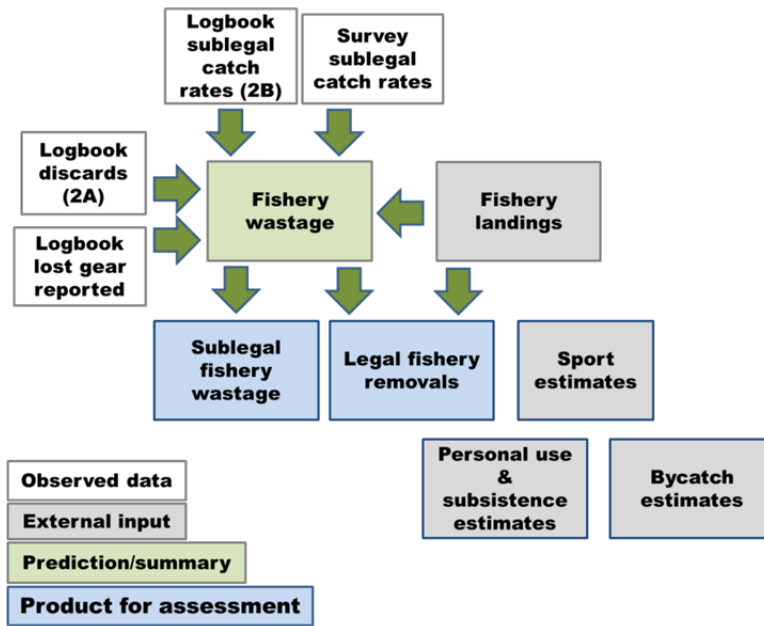 Logbook
sublegal
catch
rates (2B)
Survey
sublegal
catch rates
Logbook
discards
(2A)
Fishery
wastage
Fishery
landings
Logbook
lost gear
reported
Sublegal
fishery
wastage
Legal fishery
removals
Sport
estimates
Personal use
&
subsistence
estimates
Bycatch
estimates
Observed data
External input
Prediction/summary
Product for assessment